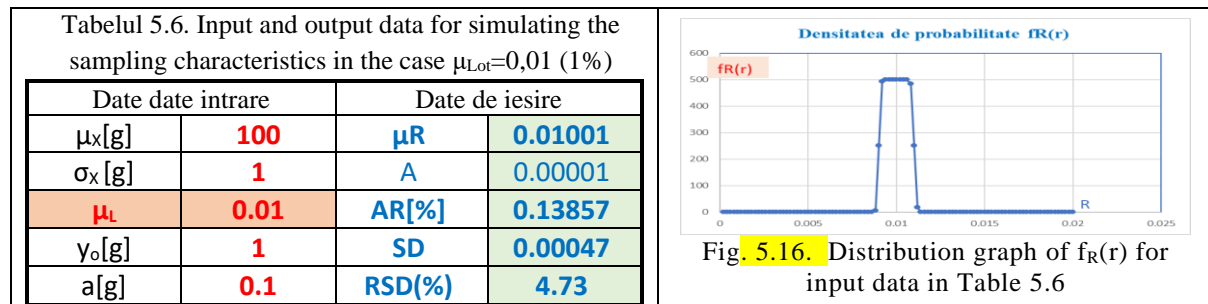 Tabelul 5.6. Input and output data for simulating the
sampling characteristics in the case μLot=0,01 (1%)
Date date intrare Date de iesire
μX[g] 100 μR 0.01001
σX [g] 1 A 0.00001
μL 0.01 AR[%] 0.13857
yo[g] 1 SD 0.00047
a[g] 0.1 RSD(%) 4.73
Densitatea de probabilitate fR(r)
600
fR(r)
500
400
300
200
100
0
R
0 0.005 0.01 0.015 0.02 0.025
Fig. 5.16. Distribution graph of fR(r) for
input data in Table 5.6